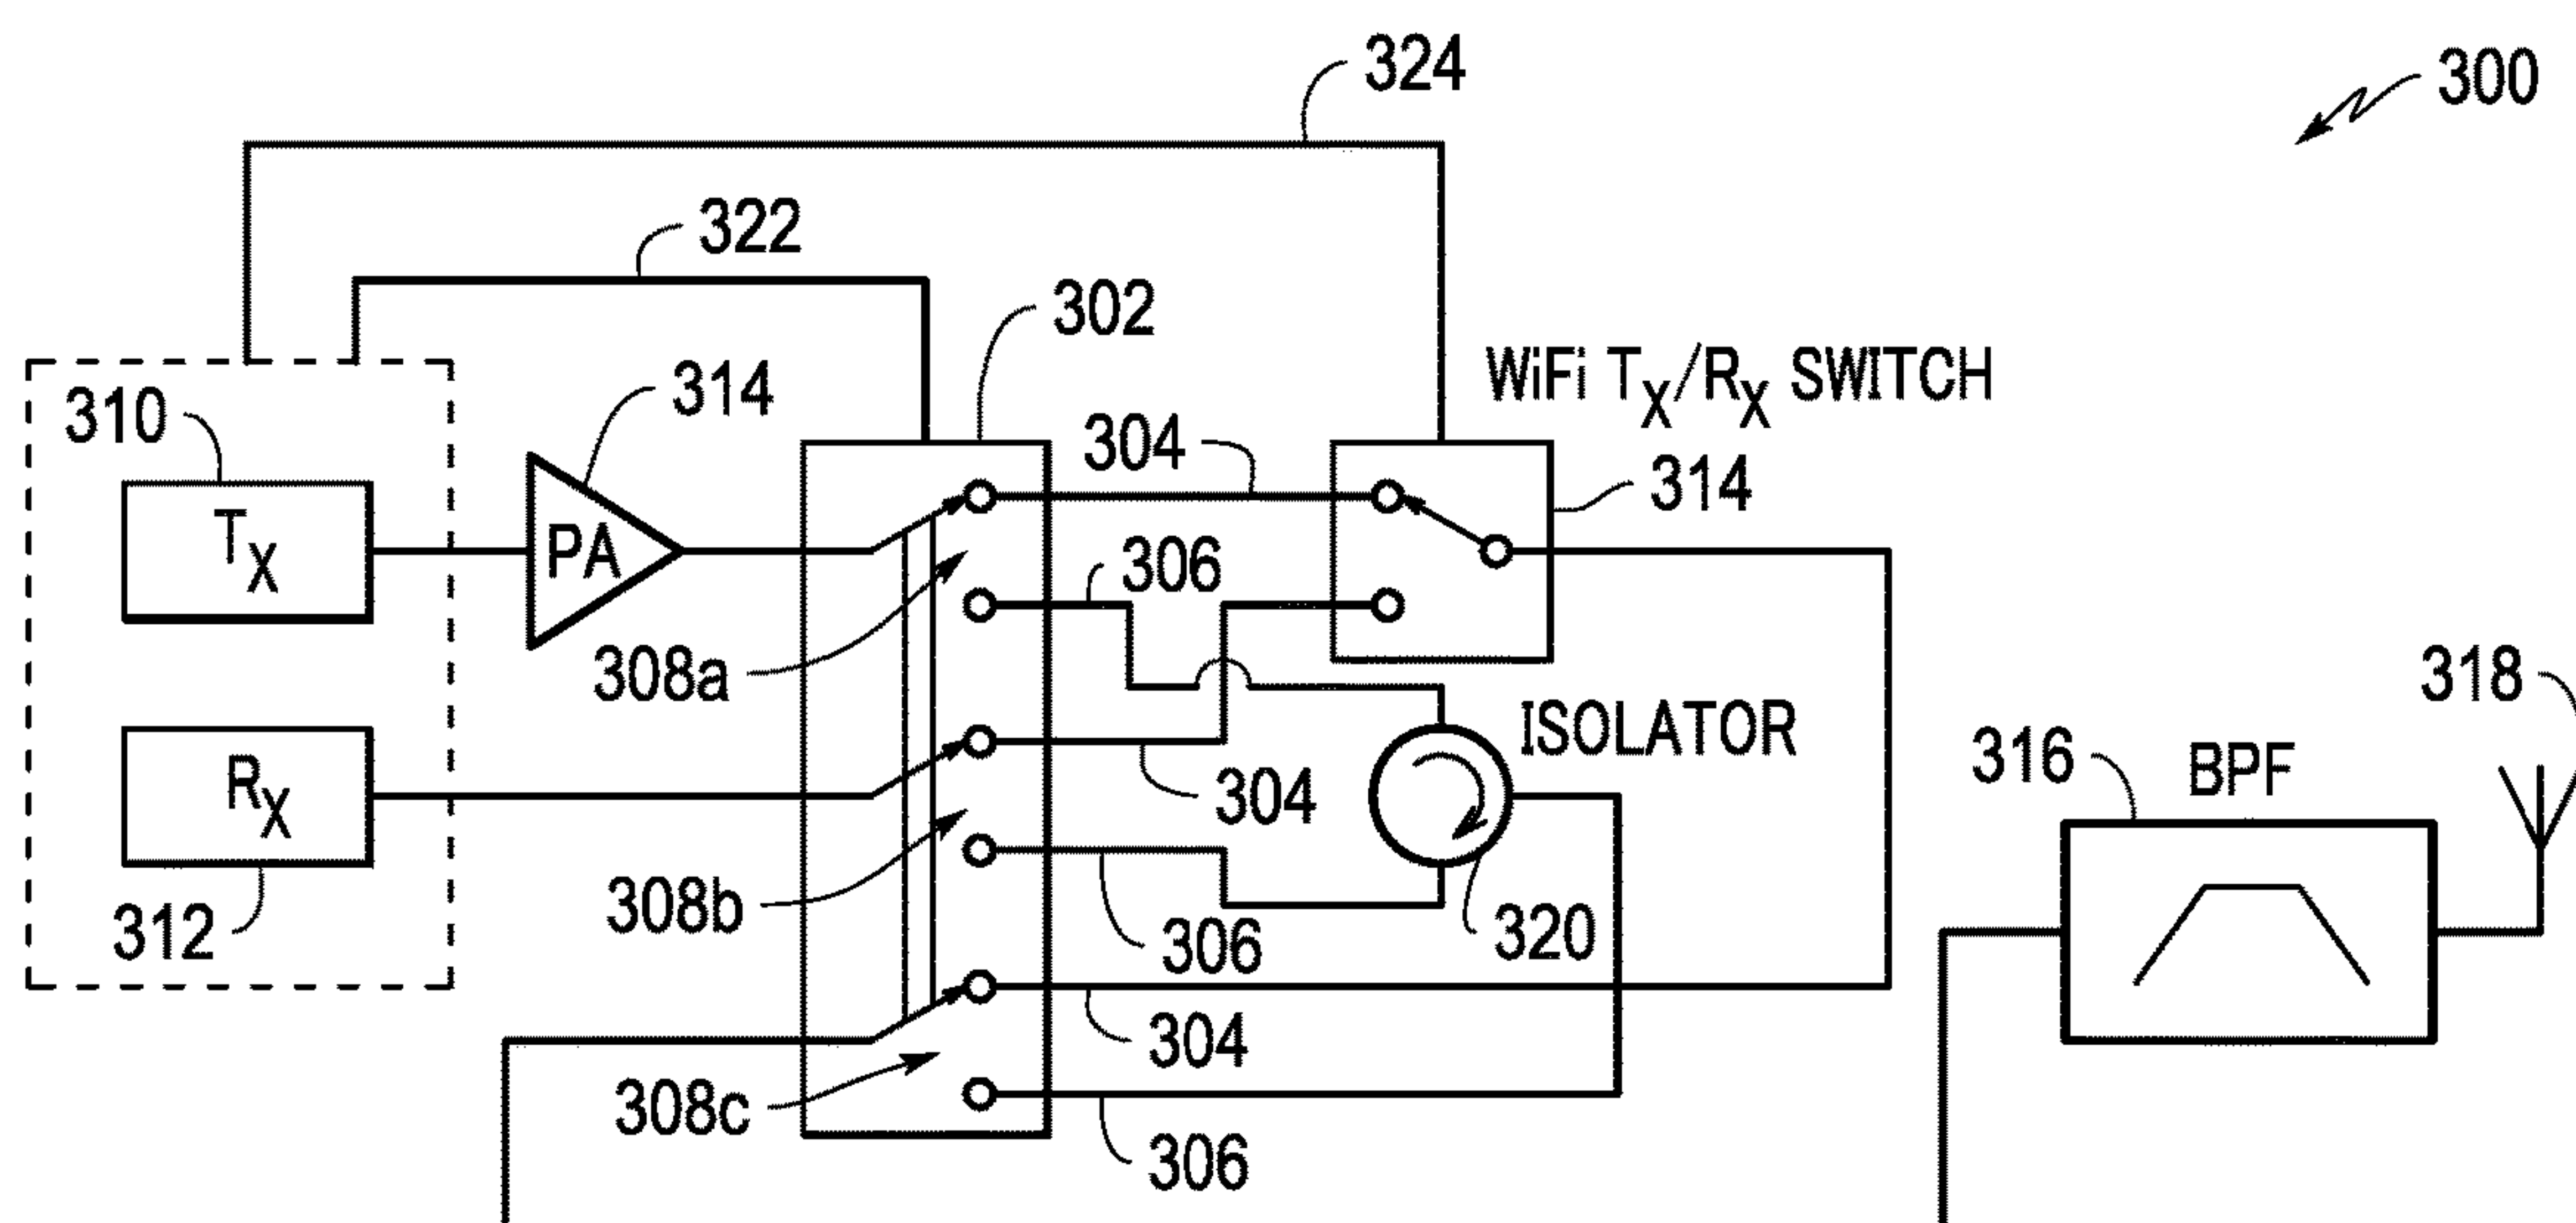 324
300
322
302
314
WiFi TX/RX SWITCH
310
304
314
TX
PA
306
308a
318
ISOLATOR
316
BPF
RX
304
308b
312
306
320
304
308c
306